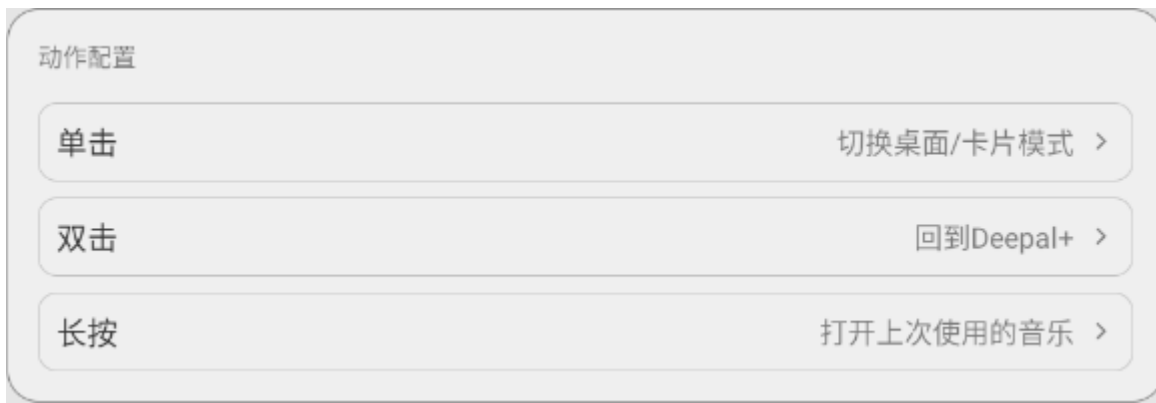 动作配置
单击 切换桌面/卡片模式 >
双击 回到Deepal+ >
长按 打开上次使用的音乐 >